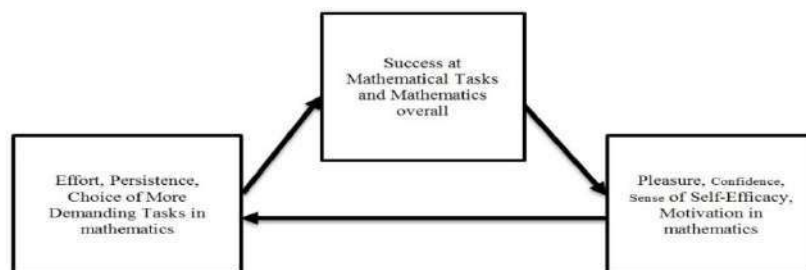 Success at
Mathematical Tasks
and Mathematics
overall
Effort, Persistence,
Choice of More
Demanding Tasks in
mathematics
Pleasure, Confidence,
Sense of Self-Efficacy,
Motivation in
mathematics